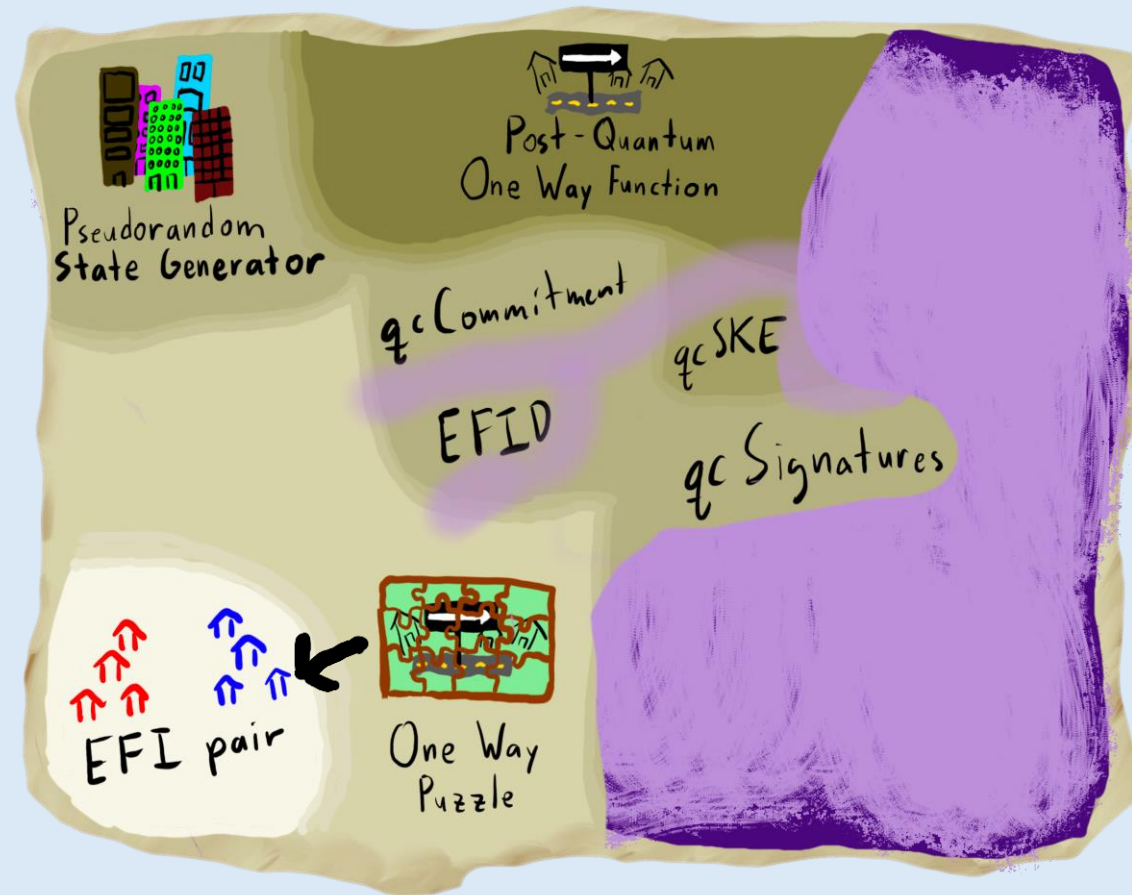 Post-Quantum
One Way Function
Pseudorandom
State Generator
qcCommitment
qcSKE
EFID
qc Signatures
EFI pair
One Way
Puzzle